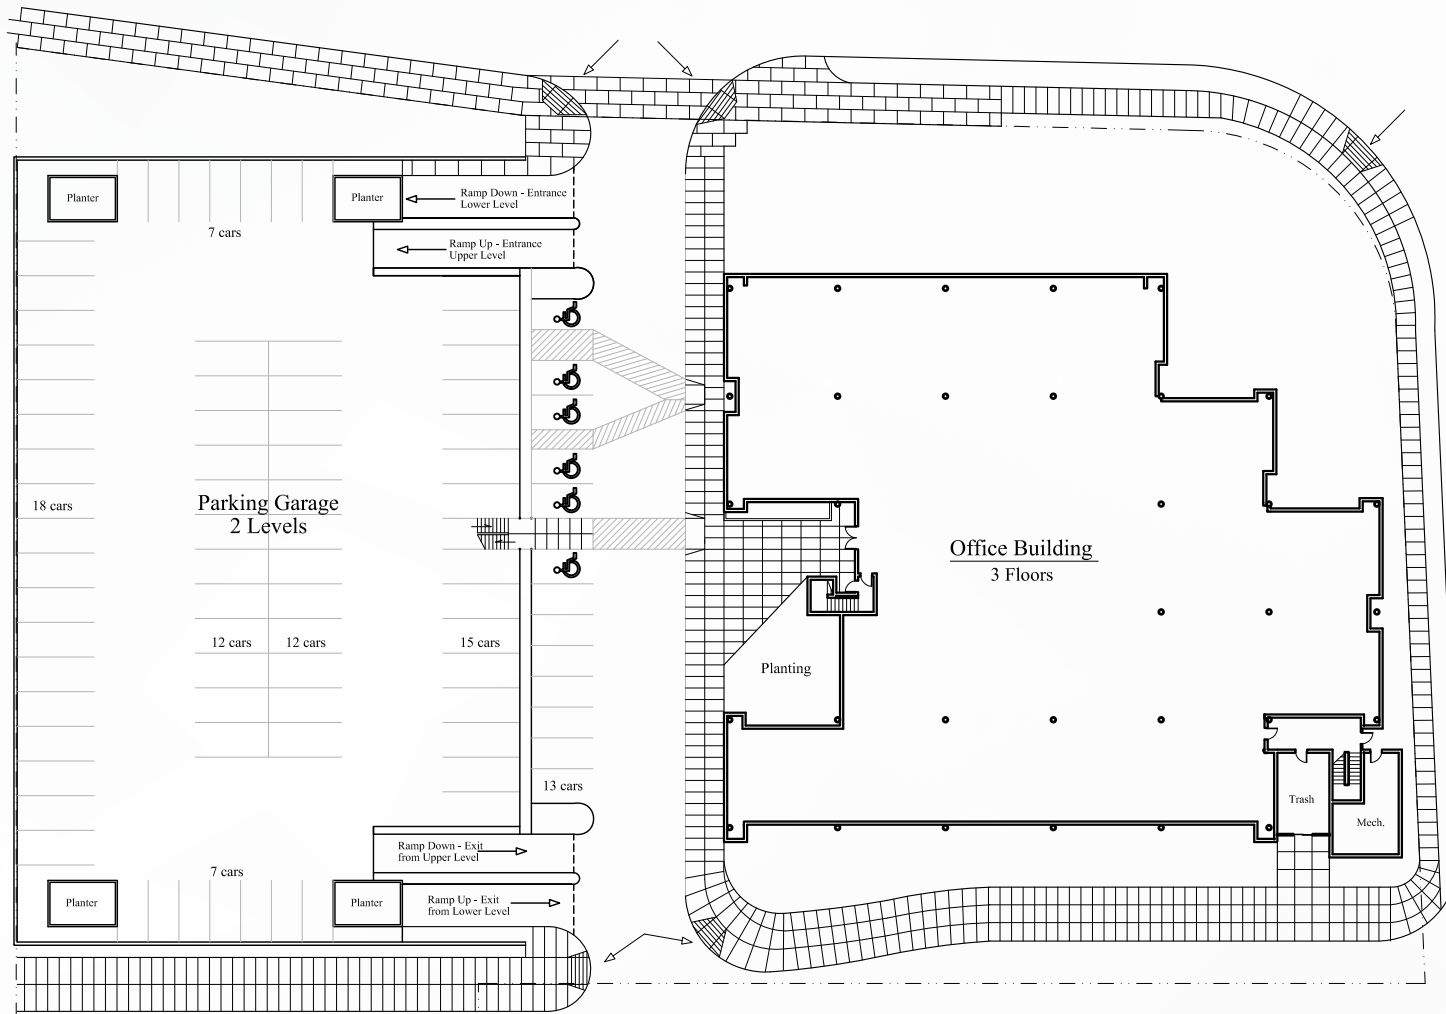 Planter
Planter
Ramp Down - Entrance
Lower Level
7 cars
Ramp Up - Entrance
Upper Level
18 cars
Parking Garage
2 Levels
Office Building
3 Floors
12 cars
12 cars
15 cars
Planting
13 cars
Trash
Mech.
Ramp Down - Exit
from Upper Level
7 cars
Planter
Planter
Ramp Up - Exit
from Lower Level